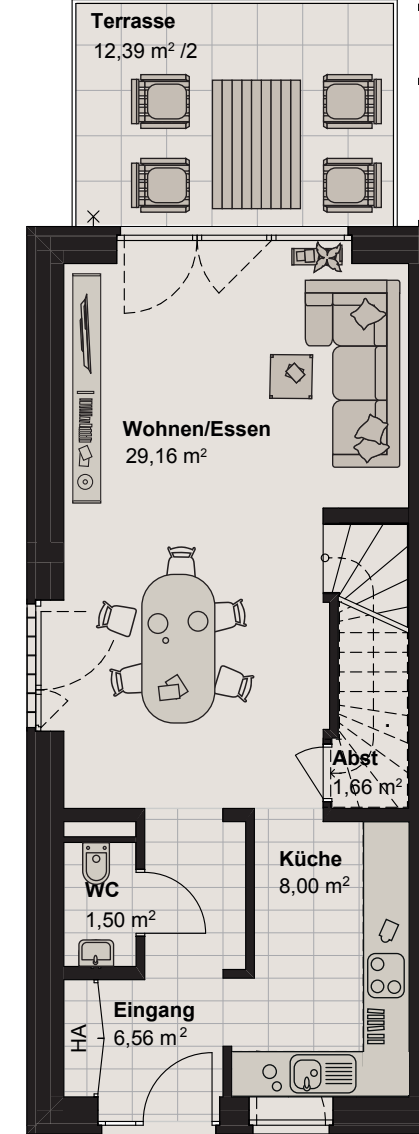 Terrasse
12,39 m² /2
Wohnen/Essen
29,16 m²
Abst
1,66 m²
Küche
8,00 m²
WC
1,50 m²
Eingang
6,56 m²
HA